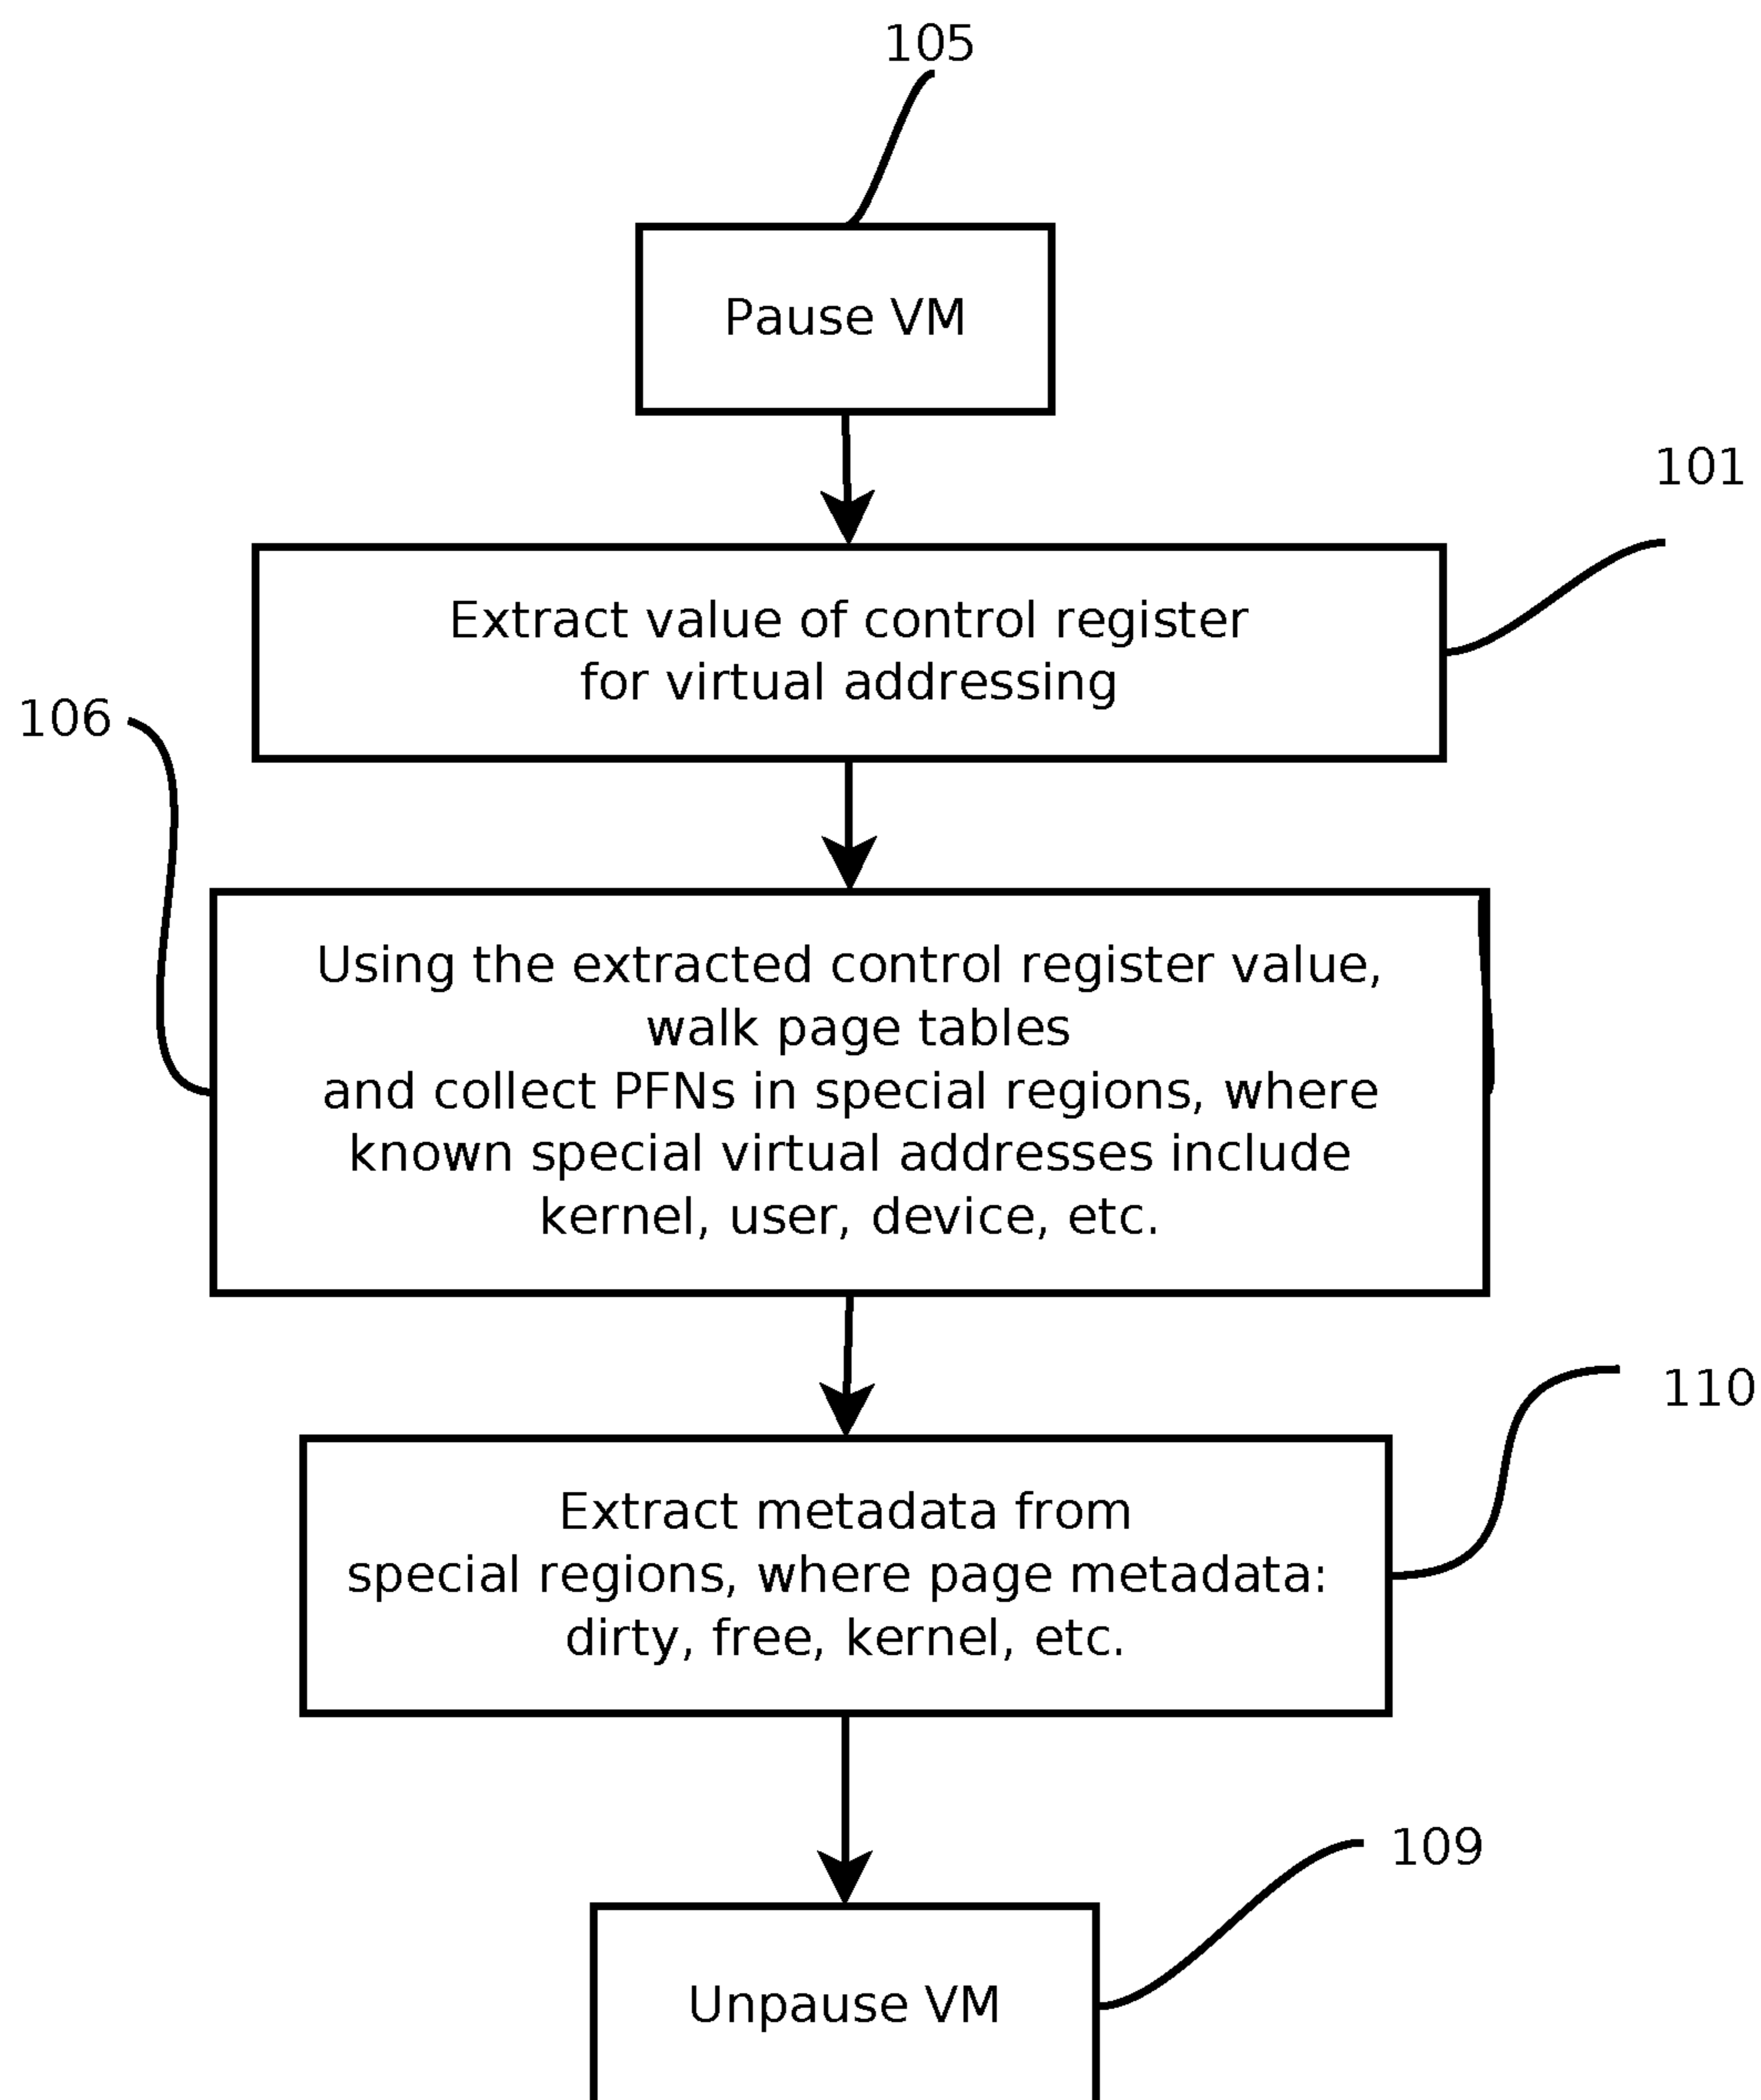 105
Pause VM
101
Extract value of control register
for virtual addressing
106
Using the extracted control register value,
walk page tables
and collect PFNs in special regions, where
known special virtual addresses include
kernel, user, device, etc.
110
Extract metadata from
special regions, where page metadata:
dirty, free, kernel, etc.
109
Unpause VM